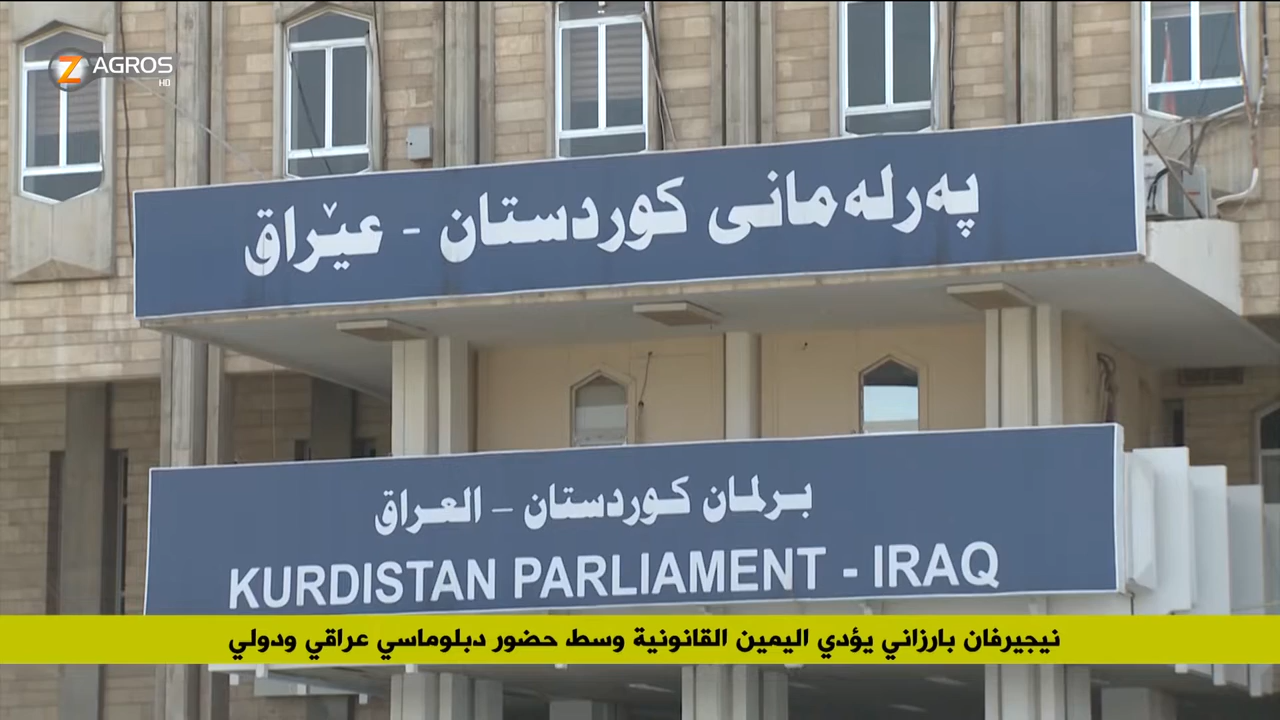 Z AGROS
HD
پەرلەمانی کوردستان - عێراق
برلمان كوردستان - العراق
KURDISTAN PARLIAMENT - IRAQ
نيجيرفان بارزاني يؤدي اليمين القانونية وسط حضور دبلوماسي عراقي ودولي